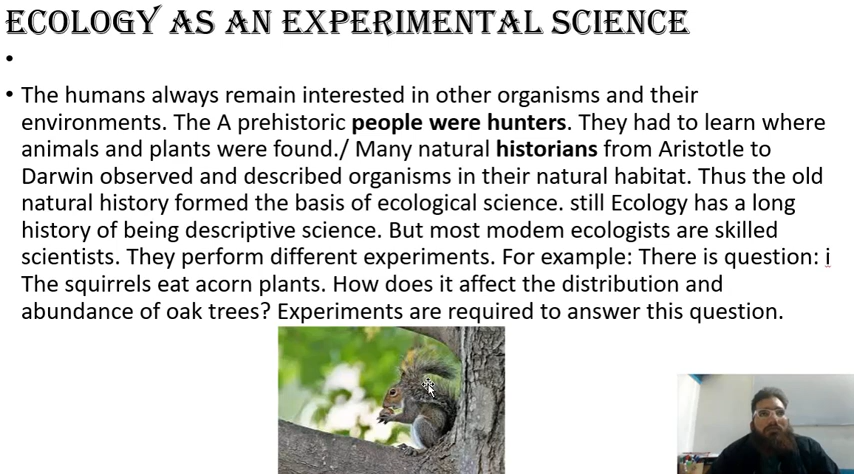 ECOLOGY AS AN EXPERIMENTAL SCIENCE
•
• The humans always remain interested in other organisms and their
environments. The A prehistoric people were hunters. They had to learn where
animals and plants were found./ Many natural historians from Aristotle to
Darwin observed and described organisms in their natural habitat. Thus the old
natural history formed the basis of ecological science. still Ecology has a long
history of being descriptive science. But most modem ecologists are skilled
scientists. They perform different experiments. For example: There is question: i
The squirrels eat acorn plants. How does it affect the distribution and
abundance of oak trees? Experiments are required to answer this question.